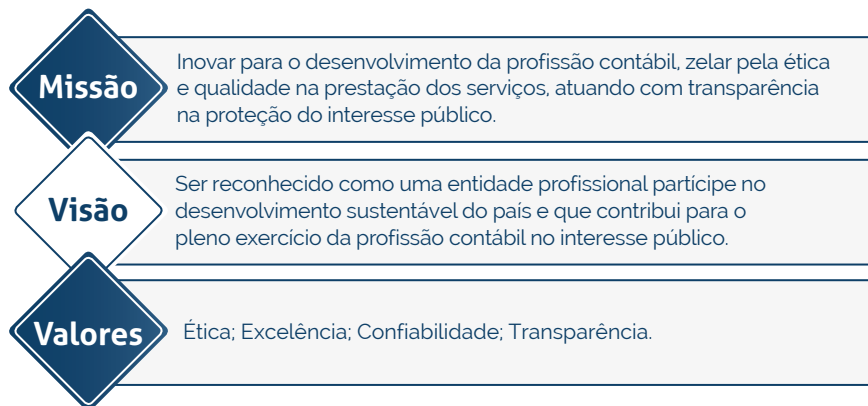 Missão
Inovar para o desenvolvimento da profissão contábil, zelar pela ética
e qualidade na prestação dos serviços, atuando com transparência
na proteção do interesse público.
Visão
Ser reconhecido como uma entidade profissional partícipe no
desenvolvimento sustentável do país e que contribui para o
pleno exercício da profissão contábil no interesse público.
Valores
Ética; Excelência; Confiabilidade; Transparência.